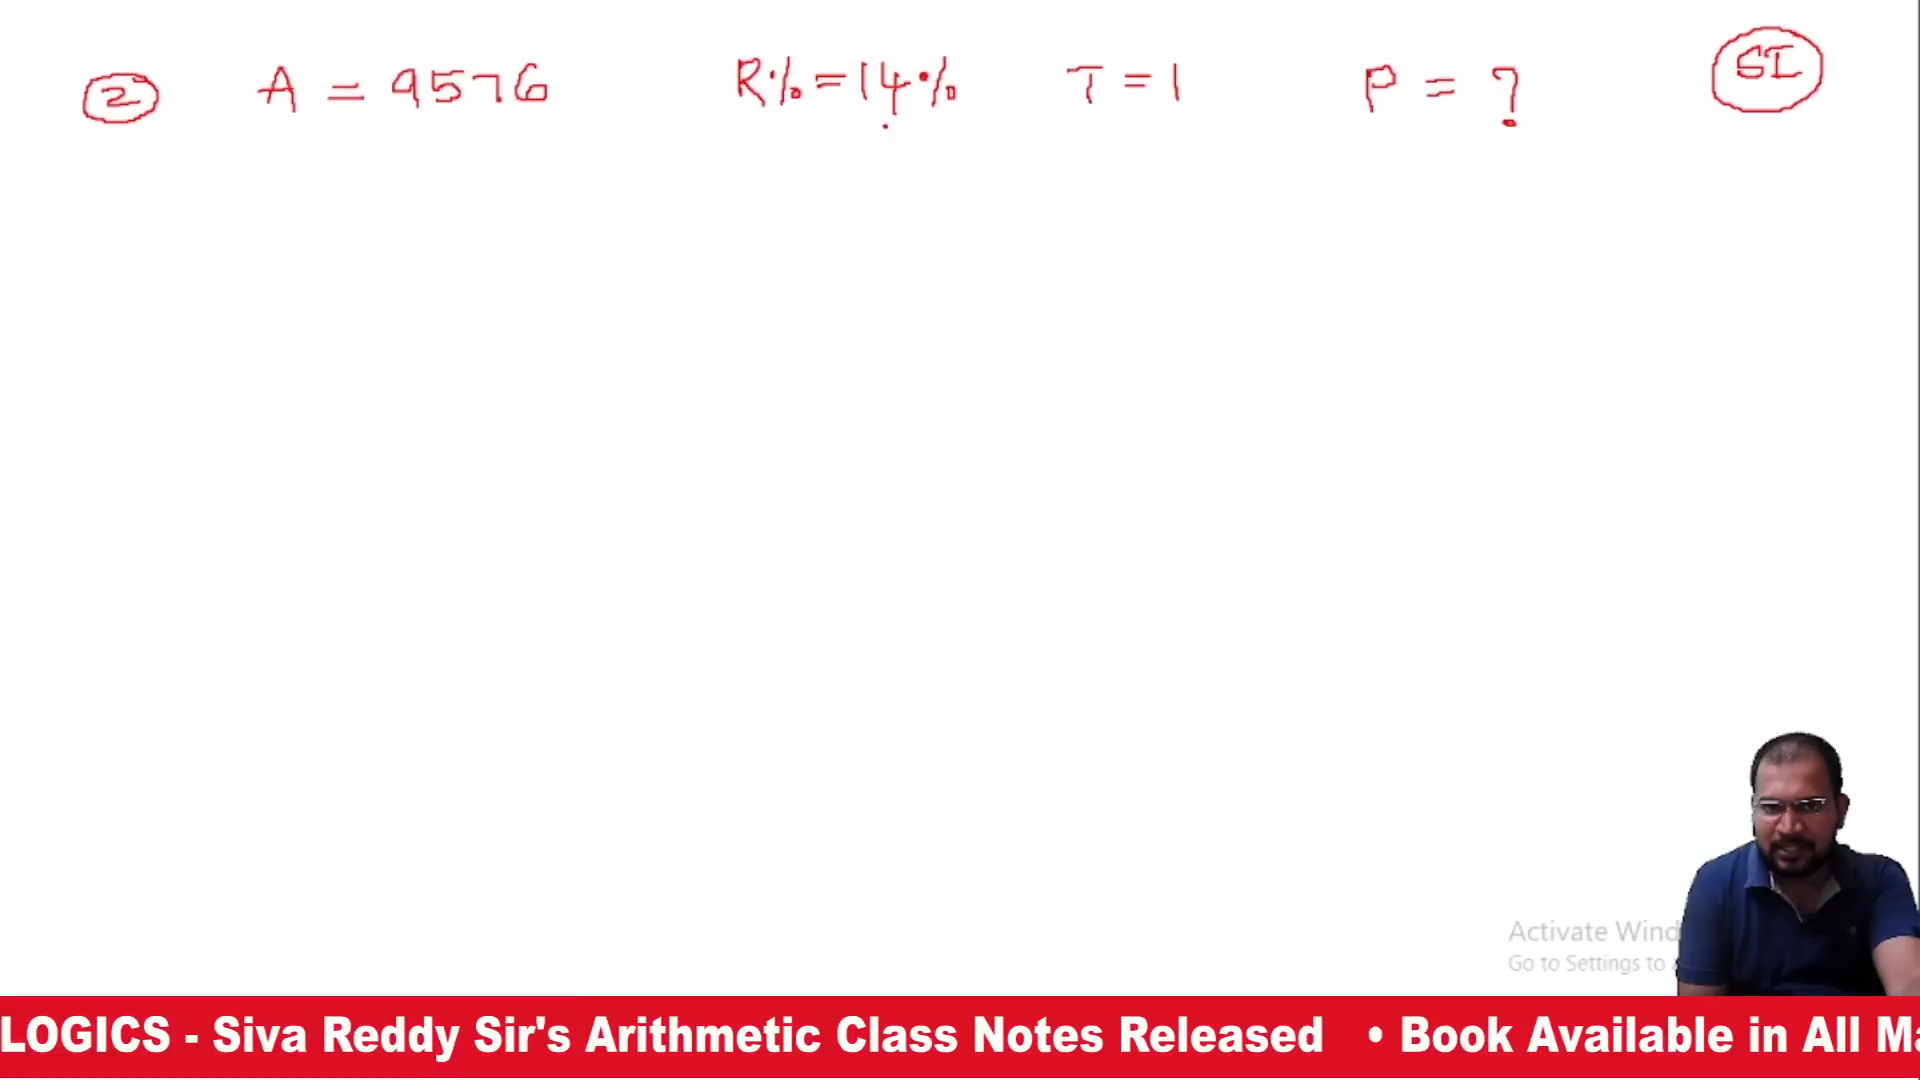 ② A = 9576 R% = 14% T = 1 P = ? SI
Activate Wind
Go to Settings to
LOGICS - Siva Reddy Sir's Arithmetic Class Notes Released • Book Available in All Ma